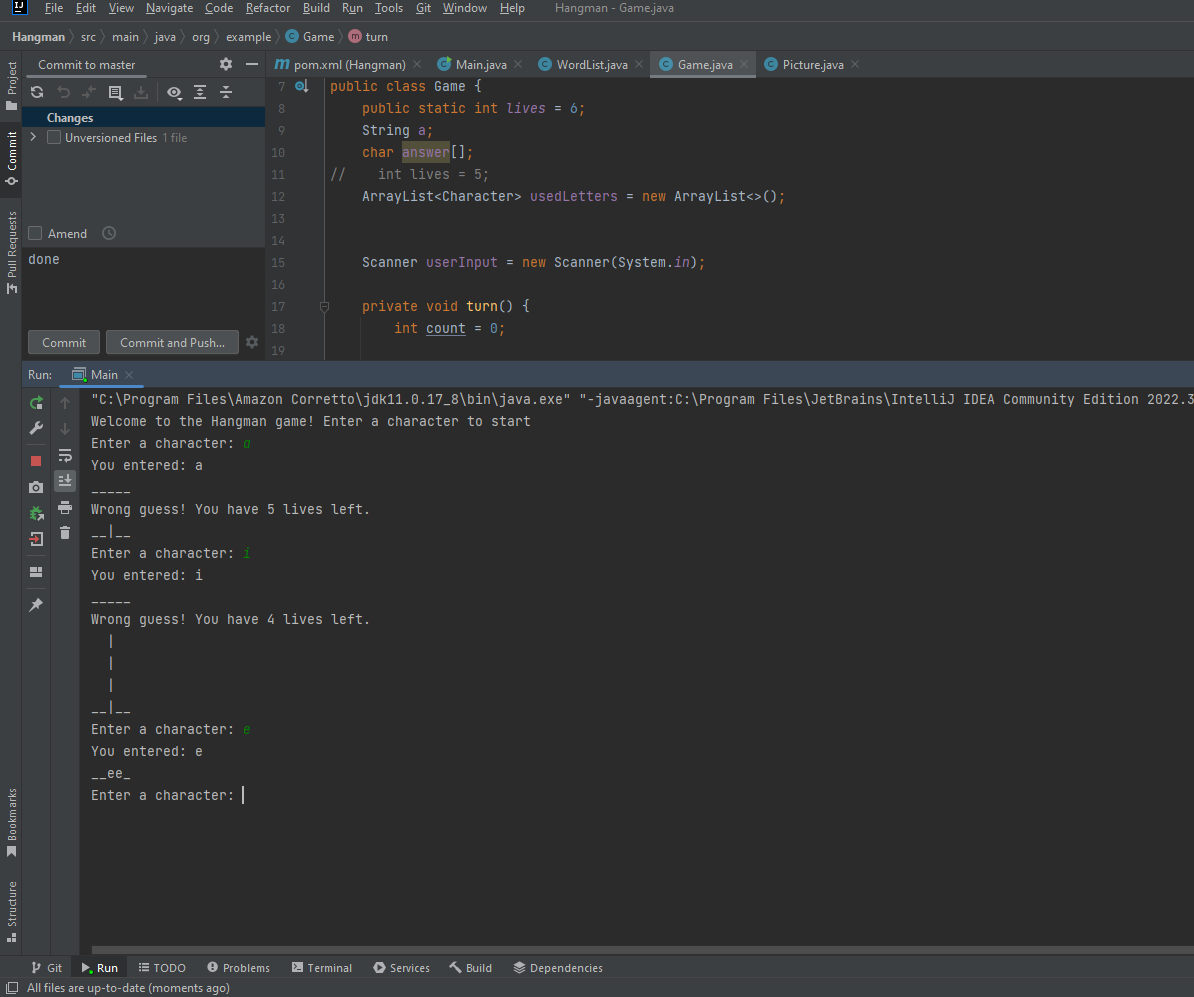 IJ File Edit View Navigate Code Refactor Build Run Tools Git Window Help Hangman - Game.java
Hangman src main java org example C Game m turn
Project
Commit
Pull Requests
Bookmarks
Structure
Commit to master
Changes
Unversioned Files 1 file
Amend
done
Commit Commit and Push...
m pom.xml (Hangman) C Main.java C WordList.java C Game.java C Picture.java
7 public class Game {
8 public static int lives = 6;
9 String a;
10 char answer[];
11 // int lives = 5;
12 ArrayList<Character> usedLetters = new ArrayList<>();
13
14
15 Scanner userInput = new Scanner(System.in);
16
17 private void turn() {
18 int count = 0;
19
Run: Main
"C:\Program Files\Amazon Corretto\jdk11.0.17_8\bin\java.exe" "-javaagent:C:\Program Files\JetBrains\IntelliJ IDEA Community Edition 2022.3
Welcome to the Hangman game! Enter a character to start
Enter a character: a
You entered: a
_____
Wrong guess! You have 5 lives left.
__|__
Enter a character: i
You entered: i
_____
Wrong guess! You have 4 lives left.
  |
  |
  |
__|__
Enter a character: e
You entered: e
__ee_
Enter a character:
Git Run TODO Problems Terminal Services Build Dependencies
All files are up-to-date (moments ago)